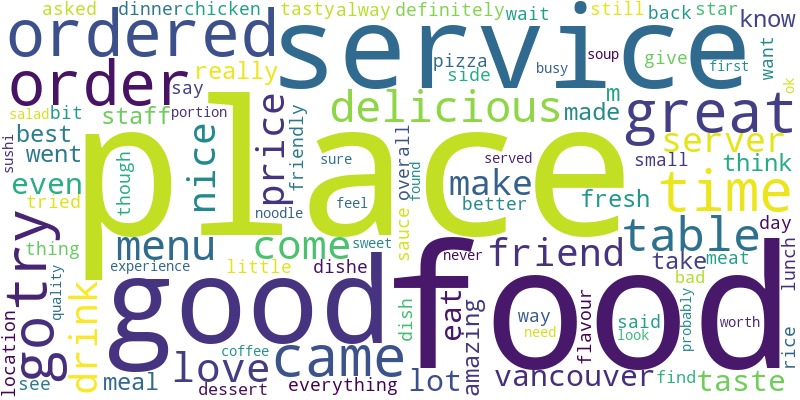 asked
dinner
chicken
tasty
alway
definitely
wait
still
back
star
know
ordered
service
order
really
say
pizza
side
busy
soup
give
first
want
ok
salad
bit
staff
portion
nice
price
friendly
delicious
made
m
great
server
best
went
place
sushi
even
though
tried
sure
overall
served
found
make
small
think
time
feel
better
fresh
noodle
thing
menu
come
sauce
sweet
never
friend
table
day
take
meat
go
try
quality
experience
little
dishe
good
food
bad
lunch
location
drink
dish
eat
amazing
way
need
flavour
said
look
probably
worth
rice
see
meal
love
coffee
came
dessert
everything
lot
vancouver
find
taste